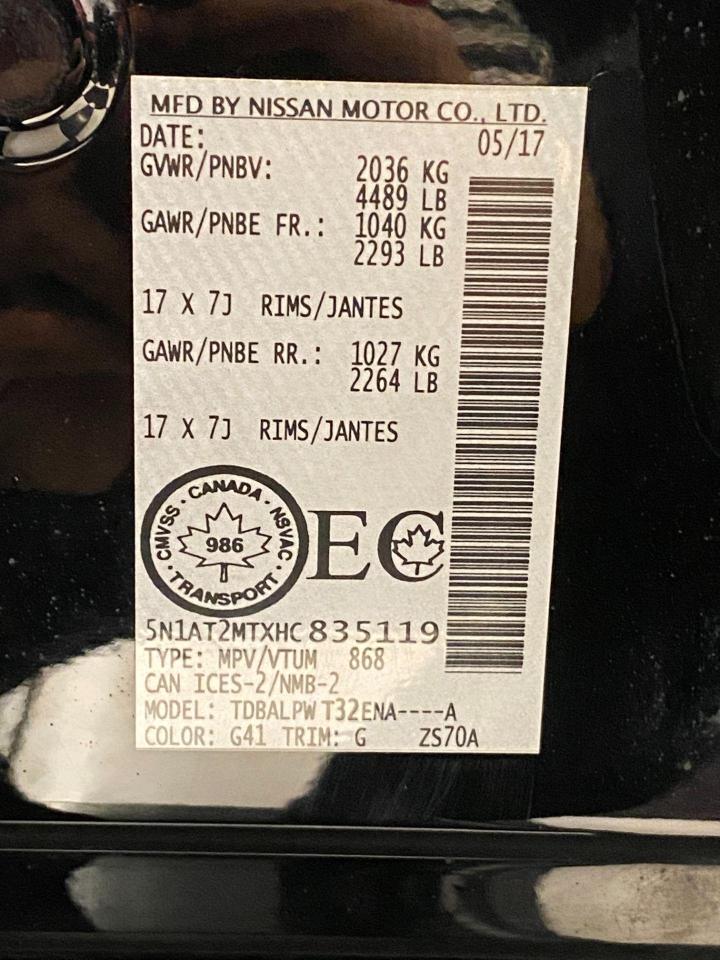 MFD BY NISSAN MOTOR CO., LTD.
DATE: 05/17
GVWR/PNBV: 2036 KG
4489 LB
GAWR/PNBE FR.: 1040 KG
2293 LB
17 X 7J RIMS/JANTES
GAWR/PNBE RR.: 1027 KG
2264 LB
17 X 7J RIMS/JANTES
CMVSS · CANADA · NSVAC · TRANSPORT ·
986
EC
5N1AT2MTXHC835119
TYPE: MPV/VTUM 868
CAN ICES-2/NMB-2
MODEL: TDBALPW T32ENA----A
COLOR: G41 TRIM: G ZS70A